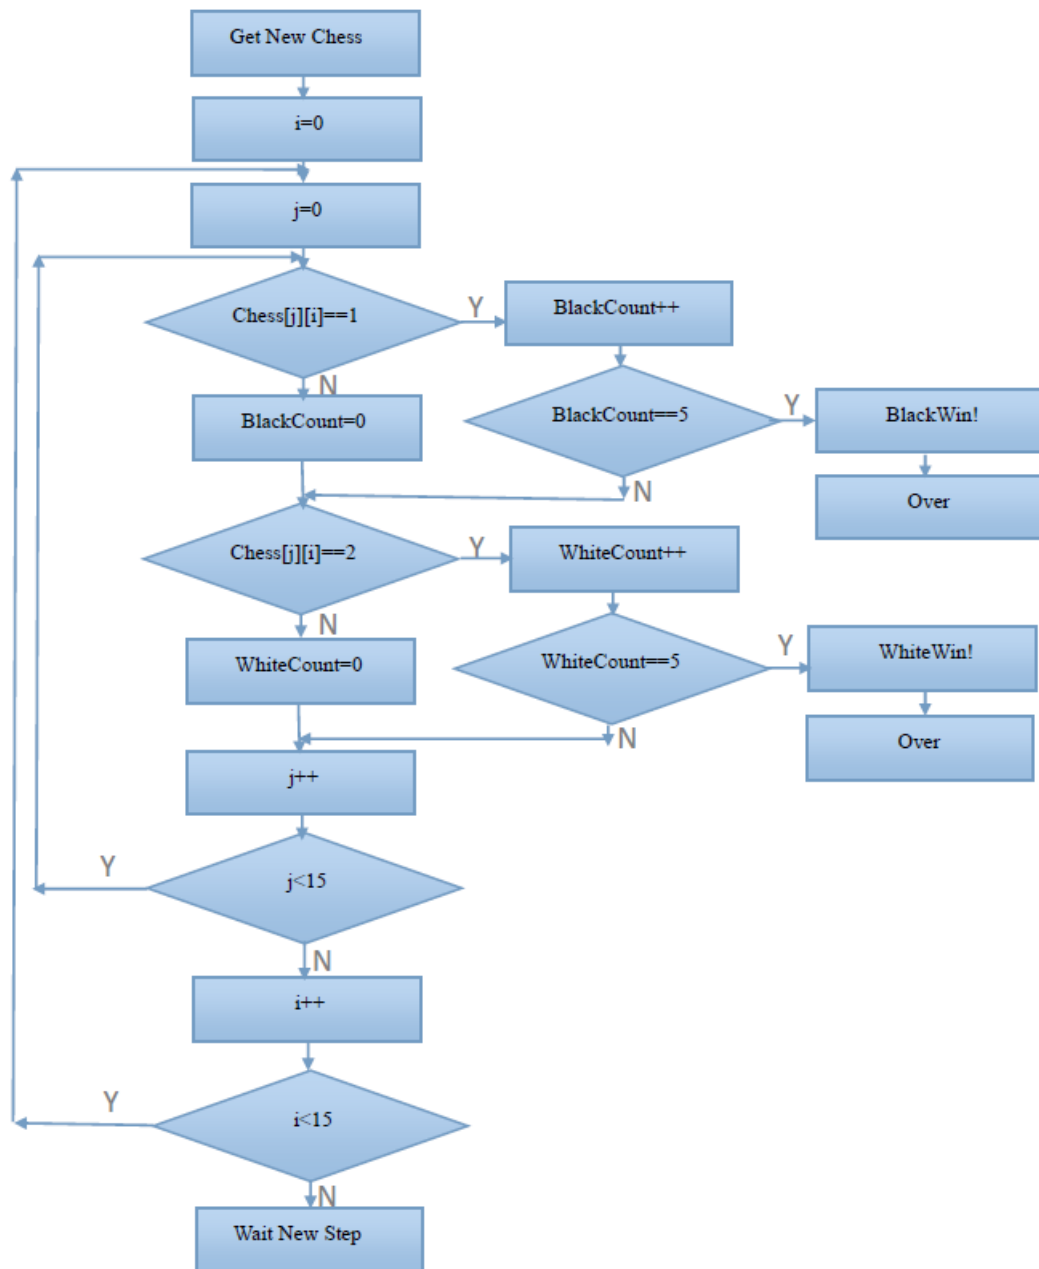 Get New Chess
i=0
j=0
Chess[j][i]==1
Y
BlackCount++
N
BlackCount=0
BlackCount==5
Y
BlackWin!
N
Over
Chess[j][i]==2
Y
WhiteCount++
N
WhiteCount=0
WhiteCount==5
Y
WhiteWin!
N
Over
j++
Y
j<15
N
i++
Y
i<15
N
Wait New Step